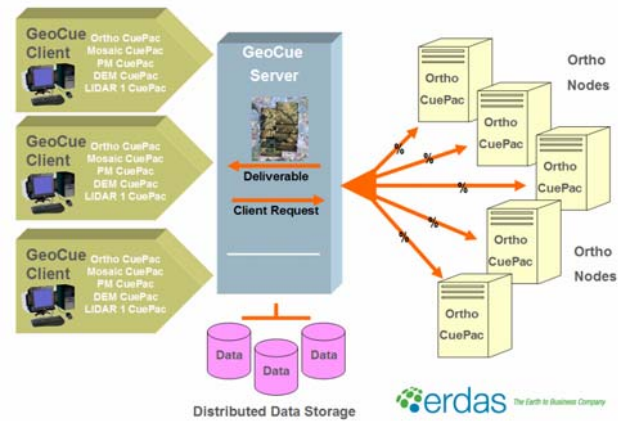 GeoCue
Client
Ortho CuePac
Mosaic CuePac
PM CuePac
DEM CuePac
LIDAR 1 CuePac
GeoCue
Client
Ortho CuePac
Mosaic CuePac
PM CuePac
DEM CuePac
LIDAR 1 CuePac
GeoCue
Client
Ortho CuePac
Mosaic CuePac
PM CuePac
DEM CuePac
LIDAR 1 CuePac
GeoCue
Server
Deliverable
Client Request
%
%
%
%
%
Ortho
CuePac
Ortho
CuePac
Ortho
CuePac
Ortho
CuePac
Ortho
CuePac
Ortho
Nodes
Ortho
Nodes
Data
Data
Data
Distributed Data Storage
erdas The Earth to Business Company